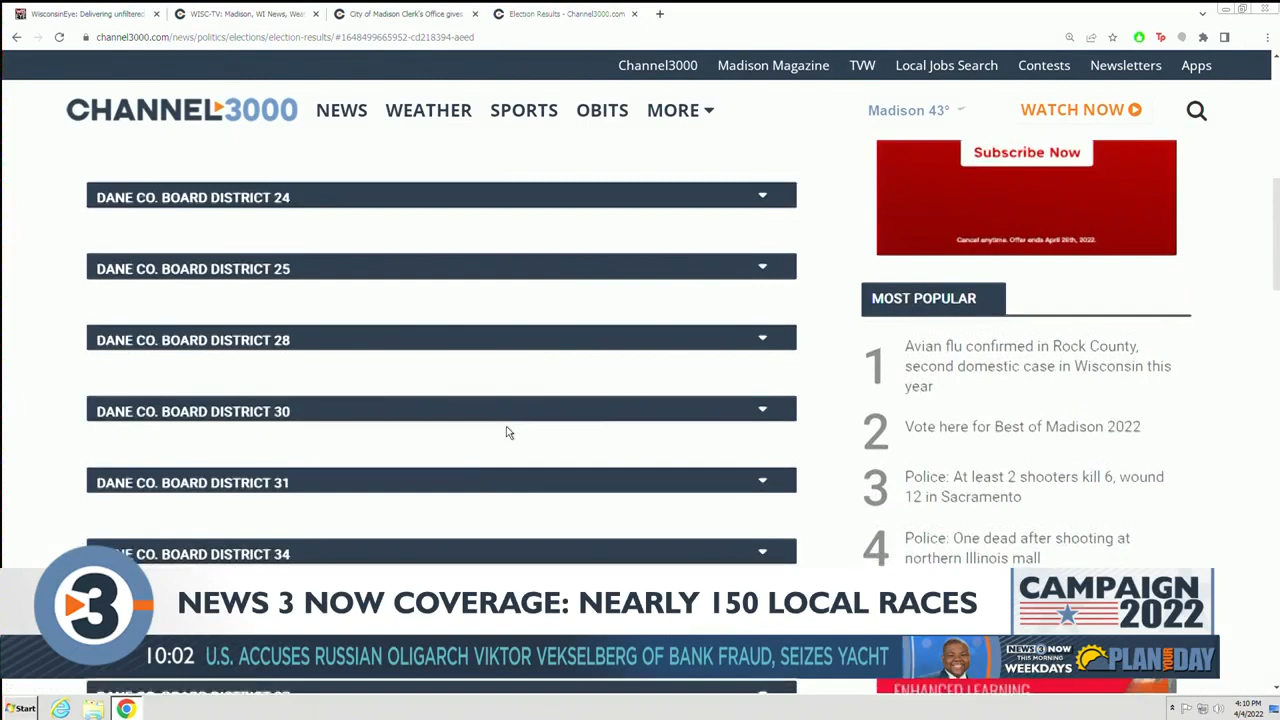 WisconsinEye: Delivering unfiltered
WISC-TV: Madison, WI News, Weat
City of Madison Clerk's Office gives
Election Results - Channel3000.com
channel3000.com/news/politics/elections/election-results/#1648499665952-cd218394-aeed
Channel3000 Madison Magazine TVW Local Jobs Search Contests Newsletters Apps
CHANNEL3000 NEWS WEATHER SPORTS OBITS MORE Madison 43° WATCH NOW
Subscribe Now
Cancel anytime. Offer ends April 26th, 2022.
DANE CO. BOARD DISTRICT 24
DANE CO. BOARD DISTRICT 25
DANE CO. BOARD DISTRICT 28
DANE CO. BOARD DISTRICT 30
DANE CO. BOARD DISTRICT 31
CO. BOARD DISTRICT 34
MOST POPULAR
1 Avian flu confirmed in Rock County,
second domestic case in Wisconsin this
year
2 Vote here for Best of Madison 2022
3 Police: At least 2 shooters kill 6, wound
12 in Sacramento
4 Police: One dead after shooting at
northern Illinois mall
3
NEWS 3 NOW COVERAGE: NEARLY 150 LOCAL RACES
CAMPAIGN
2022
10:02 U.S. ACCUSES RUSSIAN OLIGARCH VIKTOR VEKSELBERG OF BANK FRAUD, SEIZES YACHT
NEWS 3 NOW
THIS MORNING
WEEKDAYS
PLAN YOUR DAY
ENHANCED LEARNING
Start
4:10 PM
4/4/2022